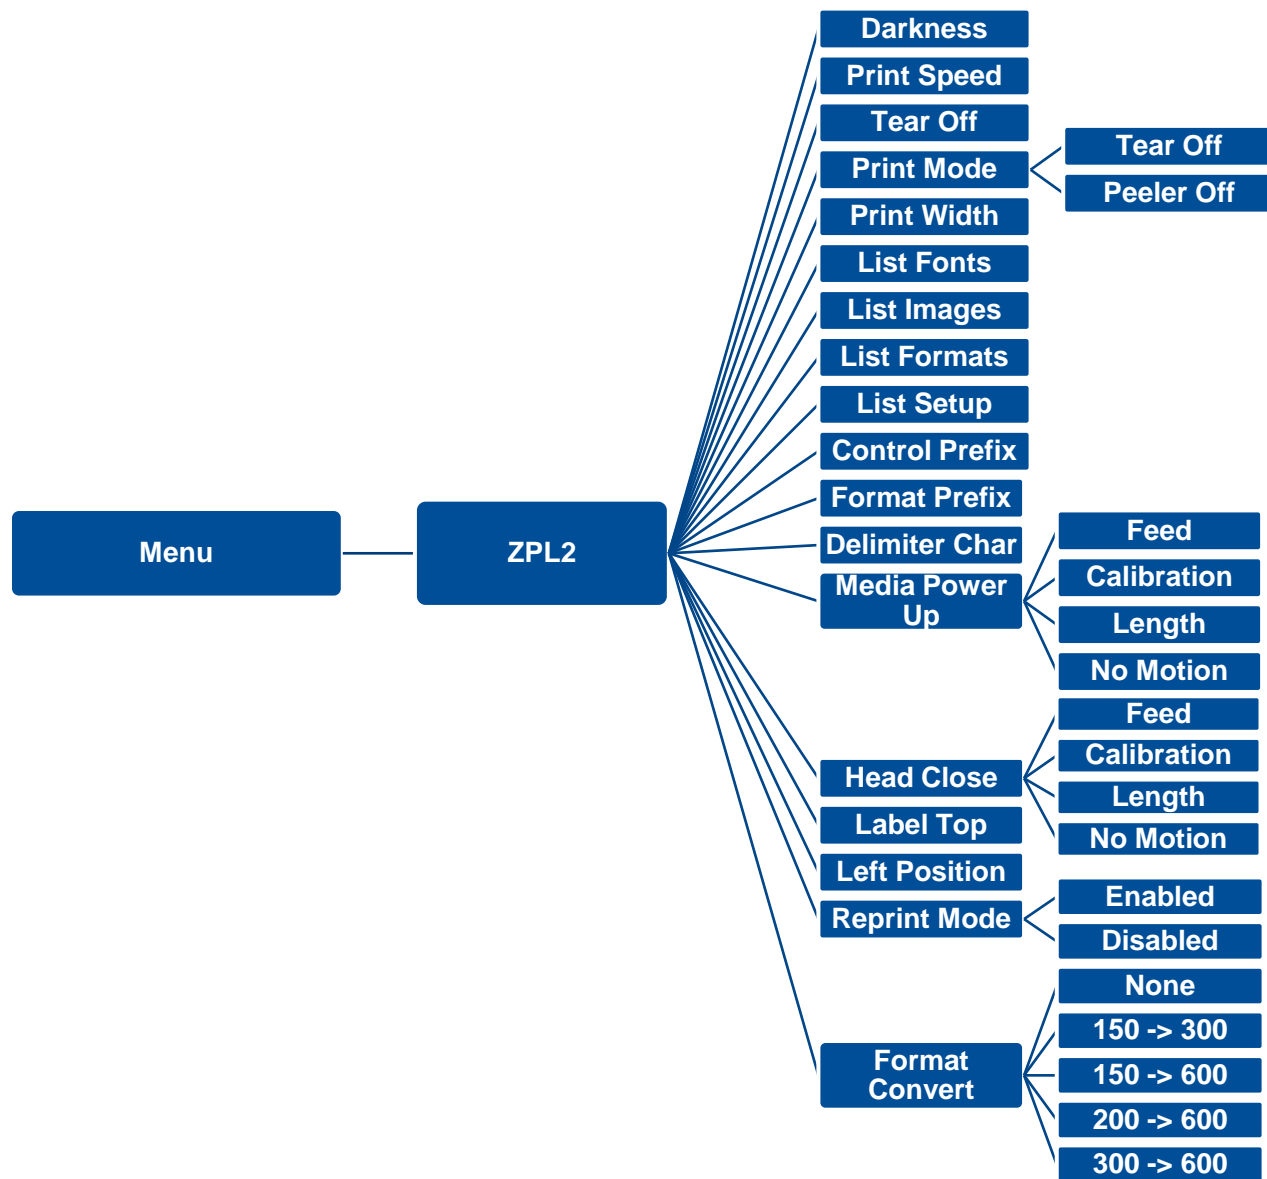 Menu
ZPL2
Darkness
Print Speed
Tear Off
Print Mode
Tear Off
Peeler Off
Print Width
List Fonts
List Images
List Formats
List Setup
Control Prefix
Format Prefix
Delimiter Char
Media Power
Up
Feed
Calibration
Length
No Motion
Head Close
Feed
Calibration
Length
No Motion
Label Top
Left Position
Reprint Mode
Enabled
Disabled
Format
Convert
None
150 -> 300
150 -> 600
200 -> 600
300 -> 600